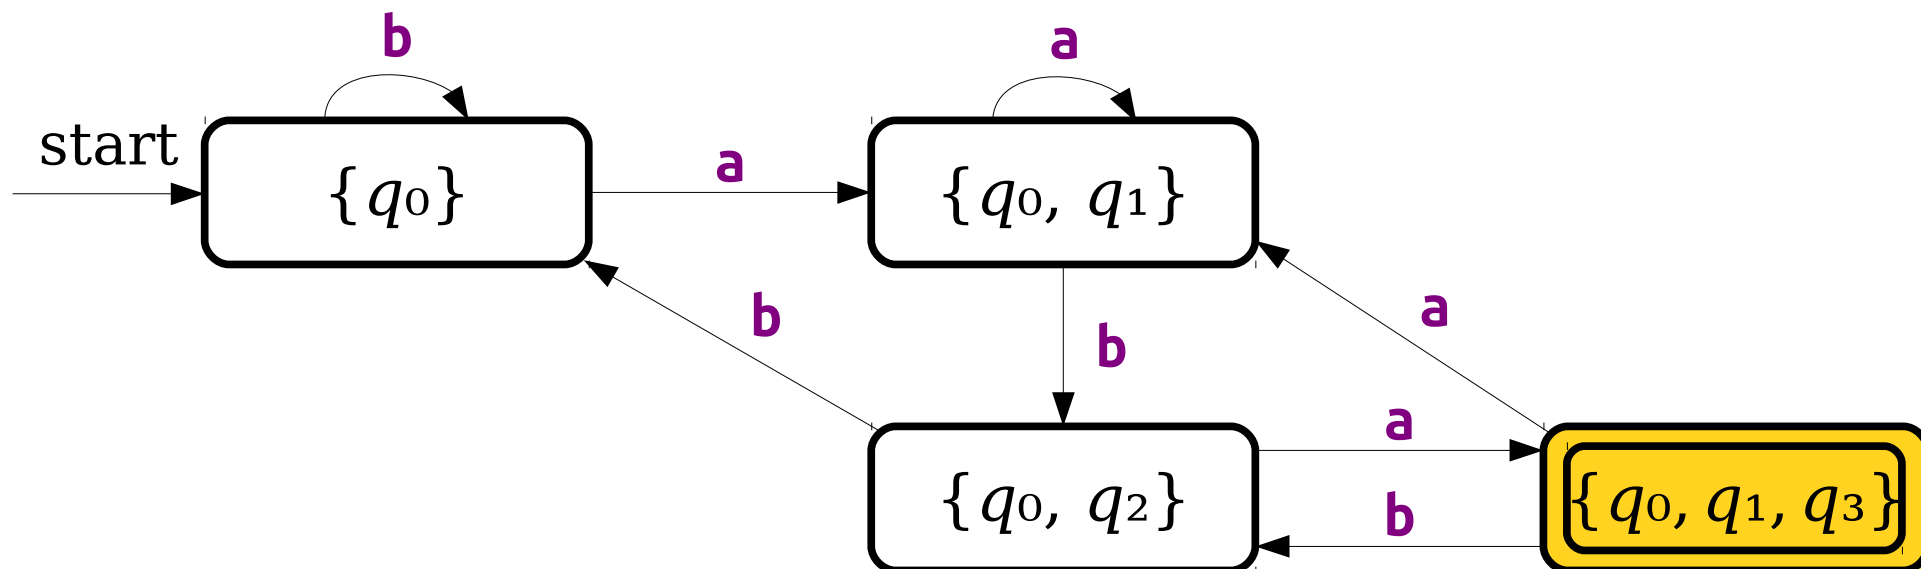 b
a
start
a
{q₀}
{q₀, q₁}
b
a
b
a
b
{q₀, q₂}
{q₀, q₁, q₃}